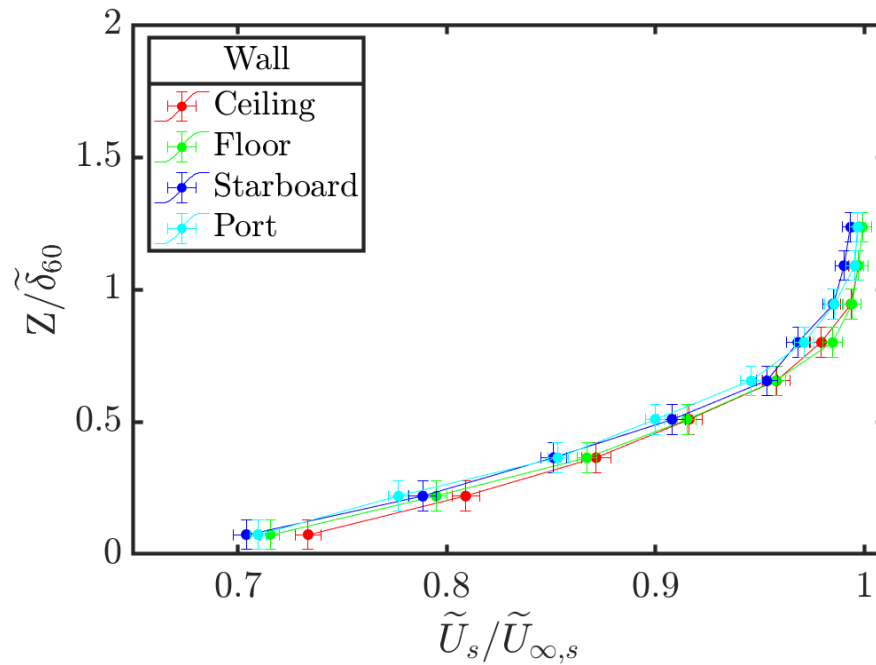 2
1.5
1
0.5
0
Z/δ̃₆₀
Wall
Ceiling
Floor
Starboard
Port
0.7 0.8 0.9 1
Ũₛ/Ũ∞,ₛ